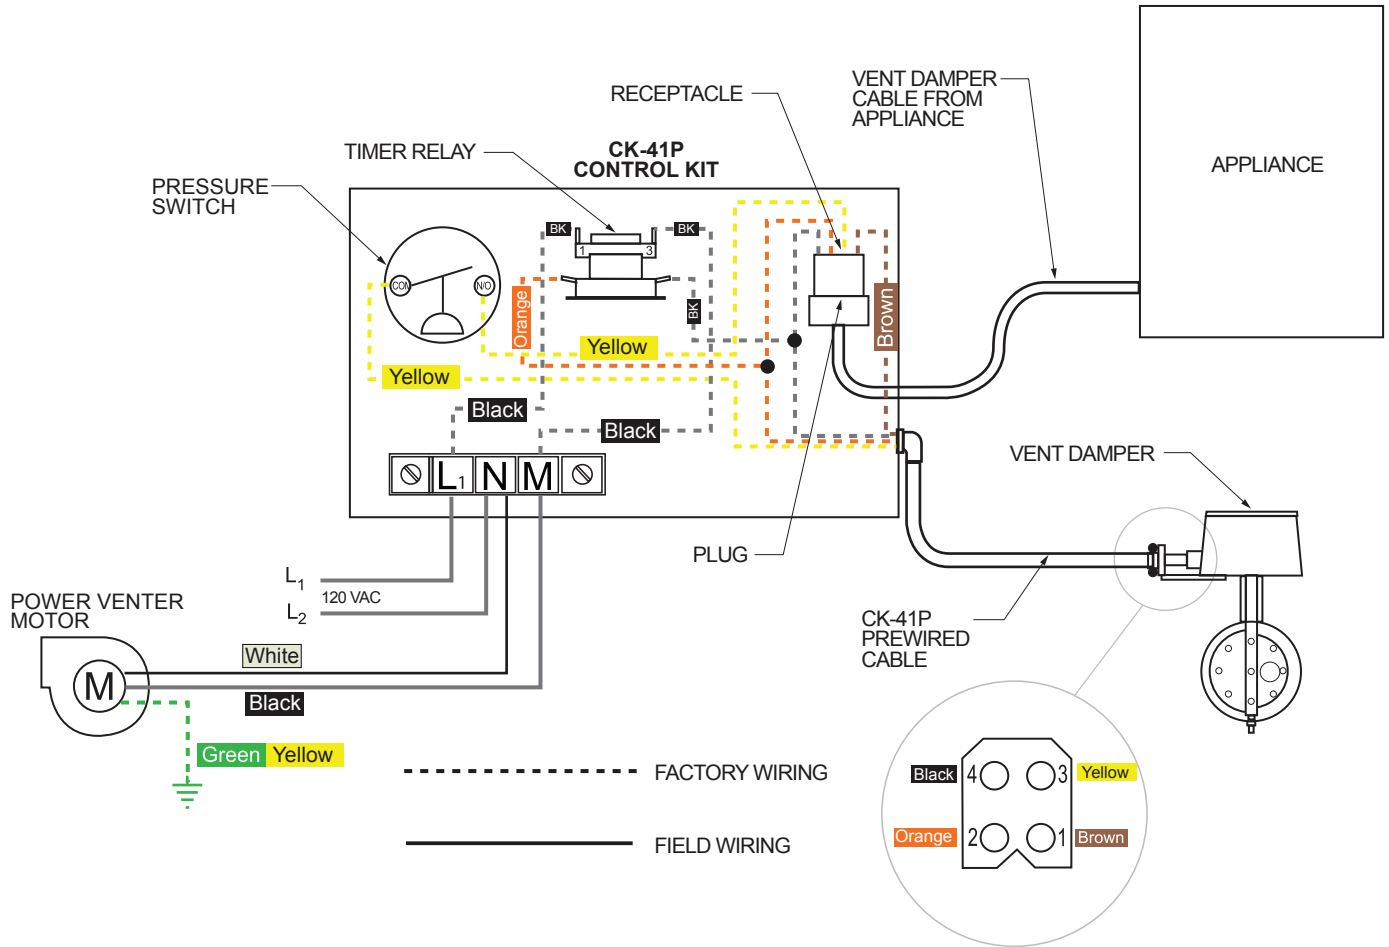 RECEPTACLE
VENT DAMPER
CABLE FROM
APPLIANCE
APPLIANCE
TIMER RELAY
CK-41P
CONTROL KIT
PRESSURE
SWITCH
BK
BK
1
3
COM
N/O
Orange
BK
Brown
Yellow
Yellow
Black
Black
L1
N
M
VENT DAMPER
PLUG
L1
120 VAC
L2
POWER VENTER
MOTOR
CK-41P
PREWIRED
CABLE
White
M
Black
Green Yellow
FACTORY WIRING
FIELD WIRING
Black 4 3 Yellow
Orange 2 1 Brown